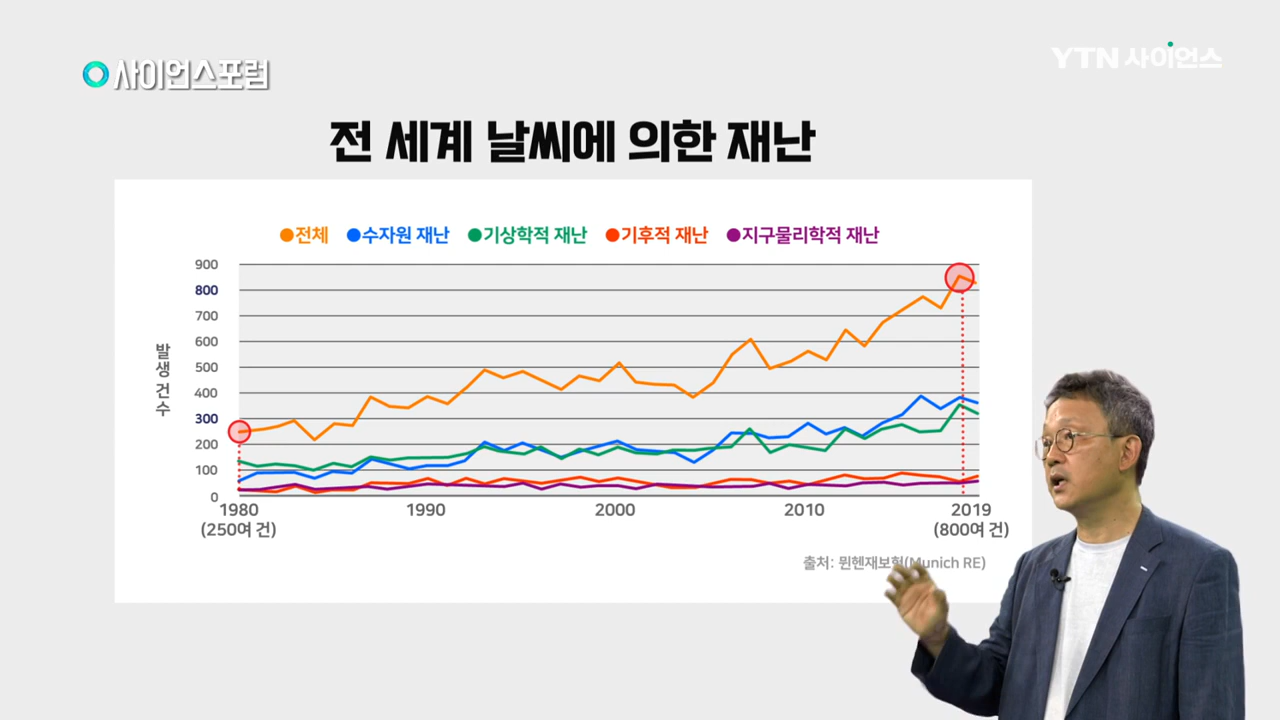 사이언스포럼
YTN 사이언스
전 세계 날씨에 의한 재난
●전체 ●수자원 재난 ●기상학적 재난 ●기후적 재난 ●지구물리학적 재난
발생 건수
900
800
700
600
500
400
300
200
100
0
1980 1990 2000 2010 2019
(250여 건) (800여 건)
출처: 뮌헨재보험(Munich RE)